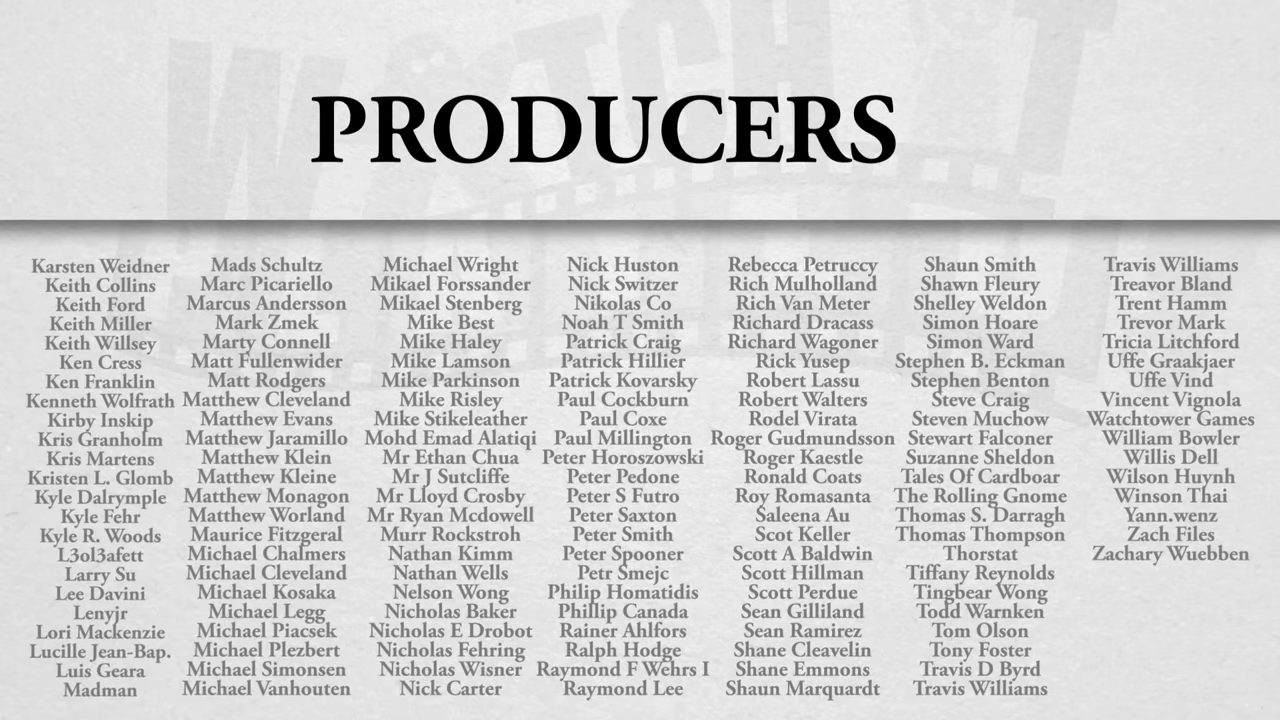 WATCH IT
PRODUCERS
Karsten Weidner
Keith Collins
Keith Ford
Keith Miller
Keith Willsey
Ken Cress
Ken Franklin
Kenneth Wolfrath
Kirby Inskip
Kris Granholm
Kris Martens
Kristen L. Glomb
Kyle Dalrymple
Kyle Fehr
Kyle R. Woods
L3ol3afett
Larry Su
Lee Davini
Lenyjr
Lori Mackenzie
Lucille Jean-Bap.
Luis Geara
Madman
Mads Schultz
Marc Picariello
Marcus Andersson
Mark Zmek
Marty Connell
Matt Fullenwider
Matt Rodgers
Matthew Cleveland
Matthew Evans
Matthew Jaramillo
Matthew Klein
Matthew Kleine
Matthew Monagon
Matthew Worland
Maurice Fitzgeral
Michael Chalmers
Michael Cleveland
Michael Kosaka
Michael Legg
Michael Piacsek
Michael Plezbert
Michael Simonsen
Michael Vanhouten
Michael Wright
Mikael Forssander
Mikael Stenberg
Mike Best
Mike Haley
Mike Lamson
Mike Parkinson
Mike Risley
Mike Stikeleather
Mohd Emad Alatiqi
Mr Ethan Chua
Mr J Sutcliffe
Mr Lloyd Crosby
Mr Ryan Mcdowell
Murr Rockstroh
Nathan Kimm
Nathan Wells
Nelson Wong
Nicholas Baker
Nicholas E Drobot
Nicholas Fehring
Nicholas Wisner
Nick Carter
Nick Huston
Nick Switzer
Nikolas Co
Noah T Smith
Patrick Craig
Patrick Hillier
Patrick Kovarsky
Paul Cockburn
Paul Coxe
Paul Millington
Peter Horoszowski
Peter Pedone
Peter S Futro
Peter Saxton
Peter Smith
Peter Spooner
Petr Smejc
Philip Homatidis
Phillip Canada
Rainer Ahlfors
Ralph Hodge
Raymond F Wehrs I
Raymond Lee
Rebecca Petruccy
Rich Mulholland
Rich Van Meter
Richard Dracass
Richard Wagoner
Rick Yusep
Robert Lassu
Robert Walters
Rodel Virata
Roger Gudmundsson
Roger Kaestle
Ronald Coats
Roy Romasanta
Saleena Au
Scot Keller
Scott A Baldwin
Scott Hillman
Scott Perdue
Sean Gilliland
Sean Ramirez
Shane Cleavelin
Shane Emmons
Shaun Marquardt
Shaun Smith
Shawn Fleury
Shelley Weldon
Simon Hoare
Simon Ward
Stephen B. Eckman
Stephen Benton
Steve Craig
Steven Muchow
Stewart Falconer
Suzanne Sheldon
Tales Of Cardboar
The Rolling Gnome
Thomas S. Darragh
Thomas Thompson
Thorstat
Tiffany Reynolds
Tingbear Wong
Todd Warnken
Tom Olson
Tony Foster
Travis D Byrd
Travis Williams
Travis Williams
Treavor Bland
Trent Hamm
Trevor Mark
Tricia Litchford
Uffe Graakjaer
Uffe Vind
Vincent Vignola
Watchtower Games
William Bowler
Willis Dell
Wilson Huynh
Winson Thai
Yann.wenz
Zach Files
Zachary Wuebben